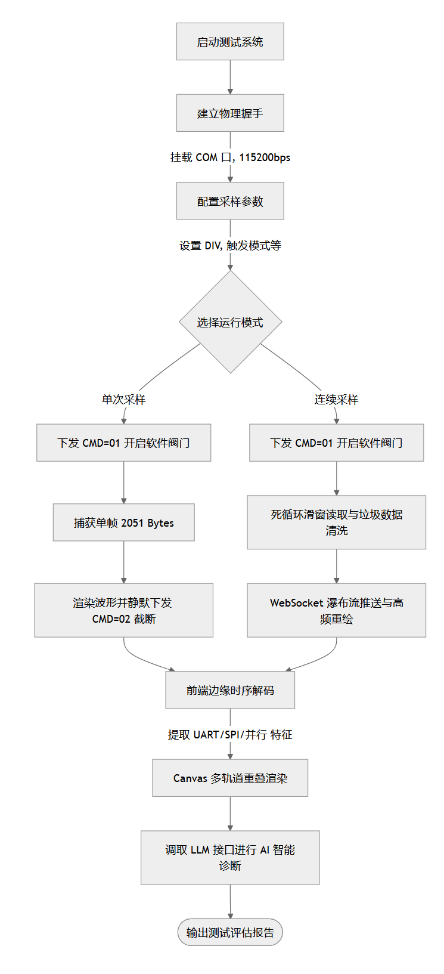 启动测试系统
建立物理握手
挂载 COM 口, 115200bps
配置采样参数
设置 DIV, 触发模式等
选择运行模式
单次采样
连续采样
下发 CMD=01 开启软件阀门
下发 CMD=01 开启软件阀门
捕获单帧 2051 Bytes
死循环滑窗读取与垃圾数据
清洗
渲染波形并静默下发
CMD=02 截断
WebSocket 瀑布流推送与高
频重绘
前端边缘时序解码
提取 UART/SPI/并行 特征
Canvas 多轨道重叠渲染
调取 LLM 接口进行 AI 智能
诊断
输出测试评估报告